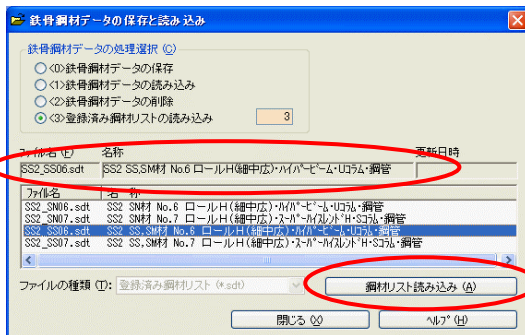 鉄骨鋼材データの保存と読み込み
鉄骨鋼材データの処理選択 (C)
<0>鉄骨鋼材データの保存
<1>鉄骨鋼材データの読み込み
<2>鉄骨鋼材データの削除
<3>登録済み鋼材リストの読み込み 3
ファイル名 (F) 名称 更新日時
SS2_SS06.sdt SS2 SS,SM材 No.6 ロールH(細中広)・ハイパービーム・Uコラム・鋼管
ファイル名 名 称
SS2_SN06.sdt SS2 SN材 No.6 ロールH(細中広)・ハイパービーム・Uコラム・鋼管
SS2_SN07.sdt SS2 SN材 No.7 ロールH(細中広)・スーパーハイスレンドH・Sコラム・鋼管
SS2_SS06.sdt SS2 SS,SM材 No.6 ロールH(細中広)・ハイパービーム・Uコラム・鋼管
SS2_SS07.sdt SS2 SS,SM材 No.7 ロールH(細中広)・スーパーハイスレンドH・Sコラム・鋼管
ファイルの種類 (T): 登録済み鋼材リスト (*.sdt) 鋼材リスト読み込み (A)
閉じる (X) ヘルプ (H)